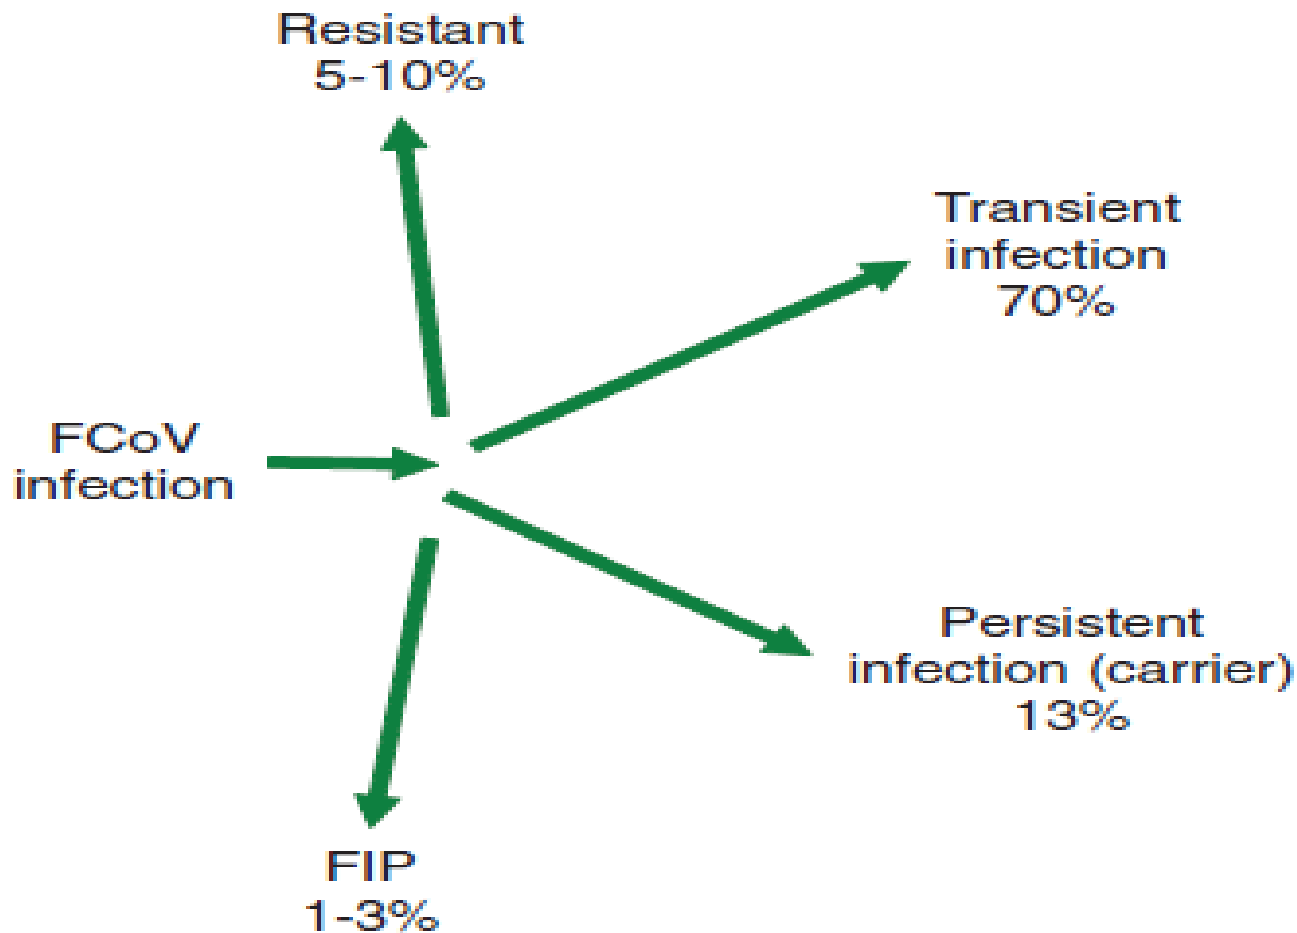 Resistant
5-10%
Transient
infection
70%
FCoV
infection
Persistent
infection (carrier)
13%
FIP
1-3%